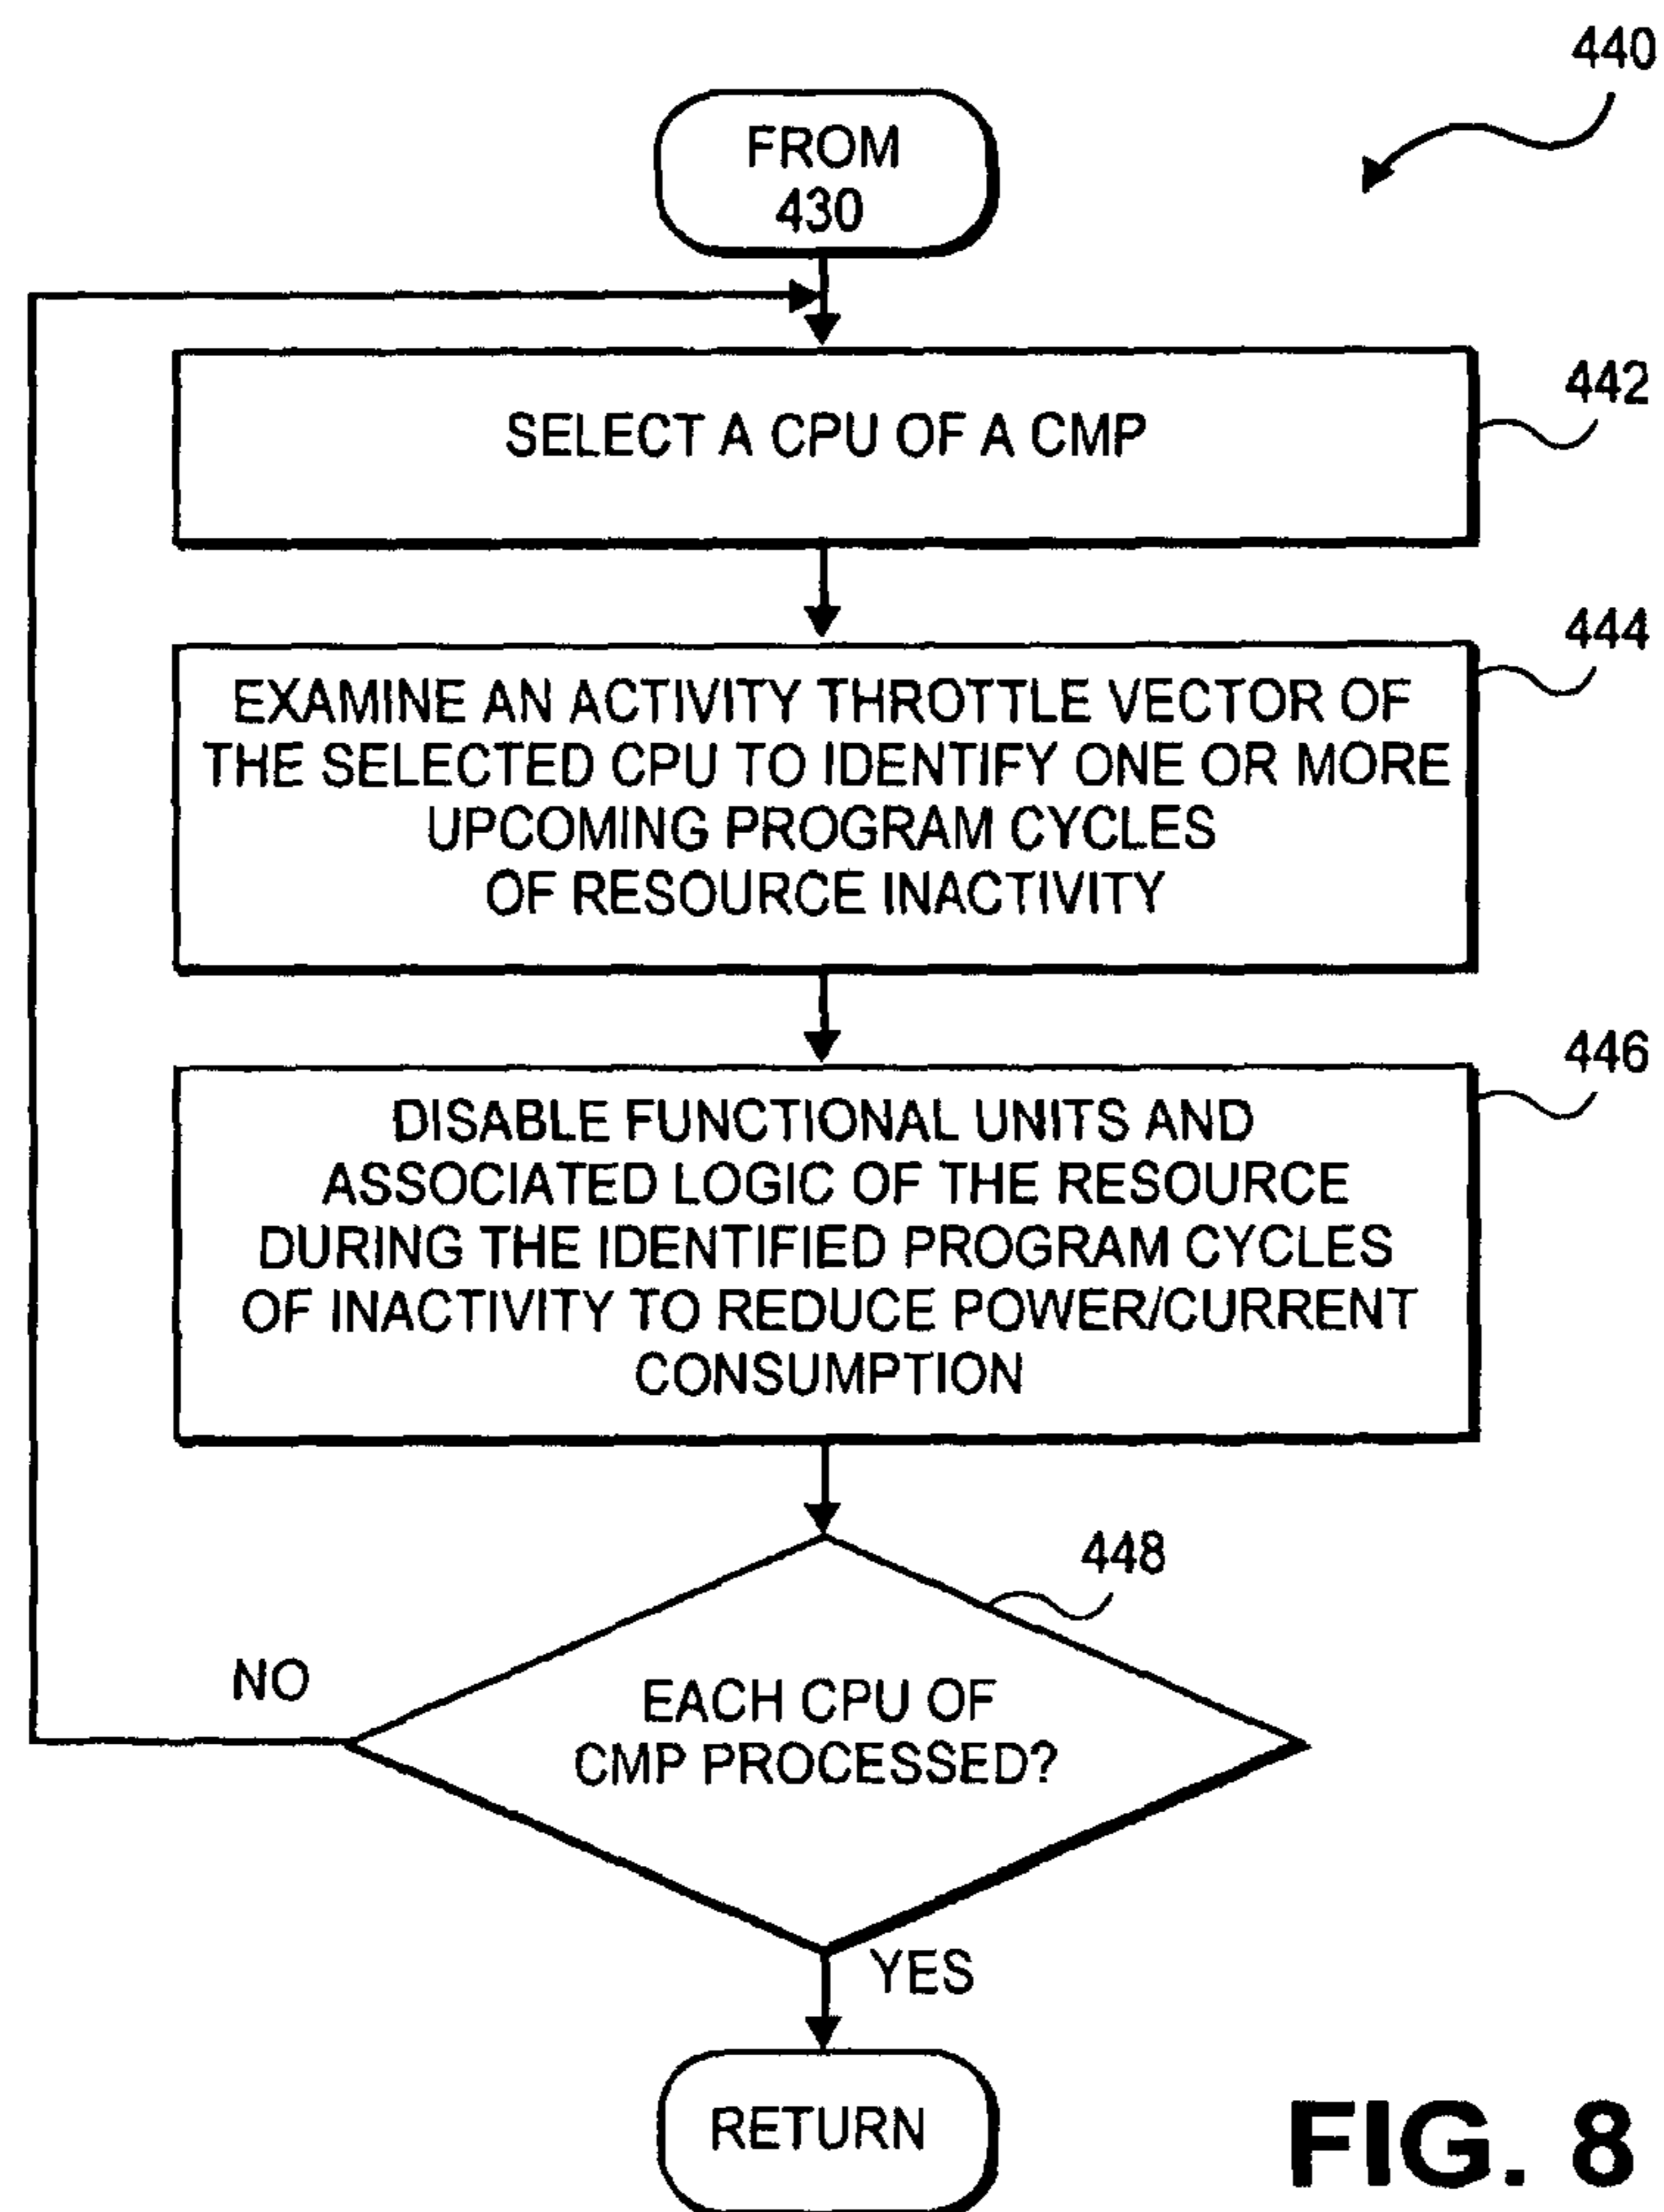 440
FROM
430
442
SELECT A CPU OF A CMP
444
EXAMINE AN ACTIVITY THROTTLE VECTOR OF
THE SELECTED CPU TO IDENTIFY ONE OR MORE
UPCOMING PROGRAM CYCLES
OF RESOURCE INACTIVITY
446
DISABLE FUNCTIONAL UNITS AND
ASSOCIATED LOGIC OF THE RESOURCE
DURING THE IDENTIFIED PROGRAM CYCLES
OF INACTIVITY TO REDUCE POWER/CURRENT
CONSUMPTION
448
NO
EACH CPU OF
CMP PROCESSED?
YES
RETURN
FIG. 8